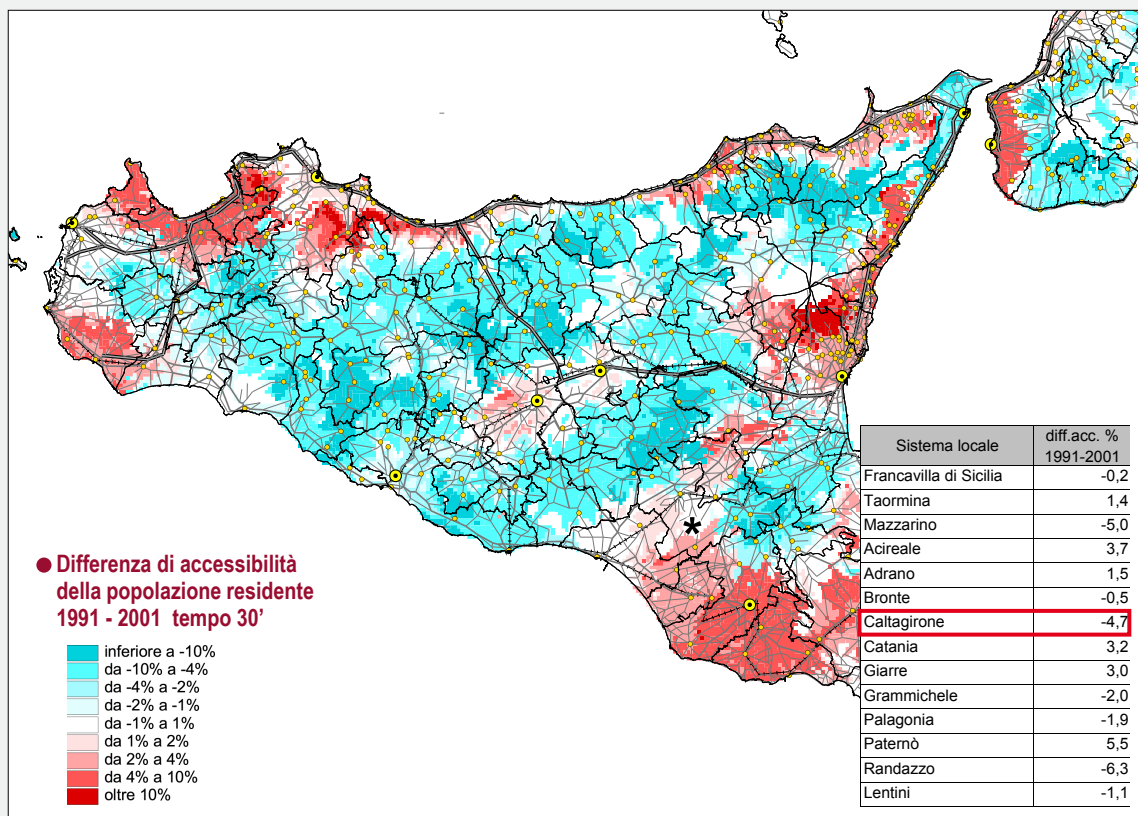 ● Differenza di accessibilità
della popolazione residente
1991 - 2001 tempo 30'
inferiore a -10%
da -10% a -4%
da -4% a -2%
da -2% a -1%
da -1% a 1%
da 1% a 2%
da 2% a 4%
da 4% a 10%
oltre 10%
*
Sistema locale diff.acc. %
1991-2001
Francavilla di Sicilia -0,2
Taormina 1,4
Mazzarino -5,0
Acireale 3,7
Adrano 1,5
Bronte -0,5
Caltagirone -4,7
Catania 3,2
Giarre 3,0
Grammichele -2,0
Palagonia -1,9
Paternò 5,5
Randazzo -6,3
Lentini -1,1